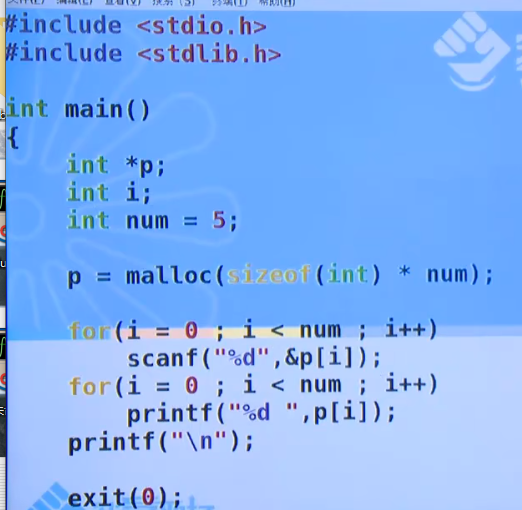 #include <stdio.h>
#include <stdlib.h>
int main()
{
int *p;
int i;
int num = 5;
p = malloc(sizeof(int) * num);
for(i = 0 ; i < num ; i++)
scanf("%d",&p[i]);
for(i = 0 ; i < num ; i++)
printf("%d ",p[i]);
printf("\n");
exit(0);